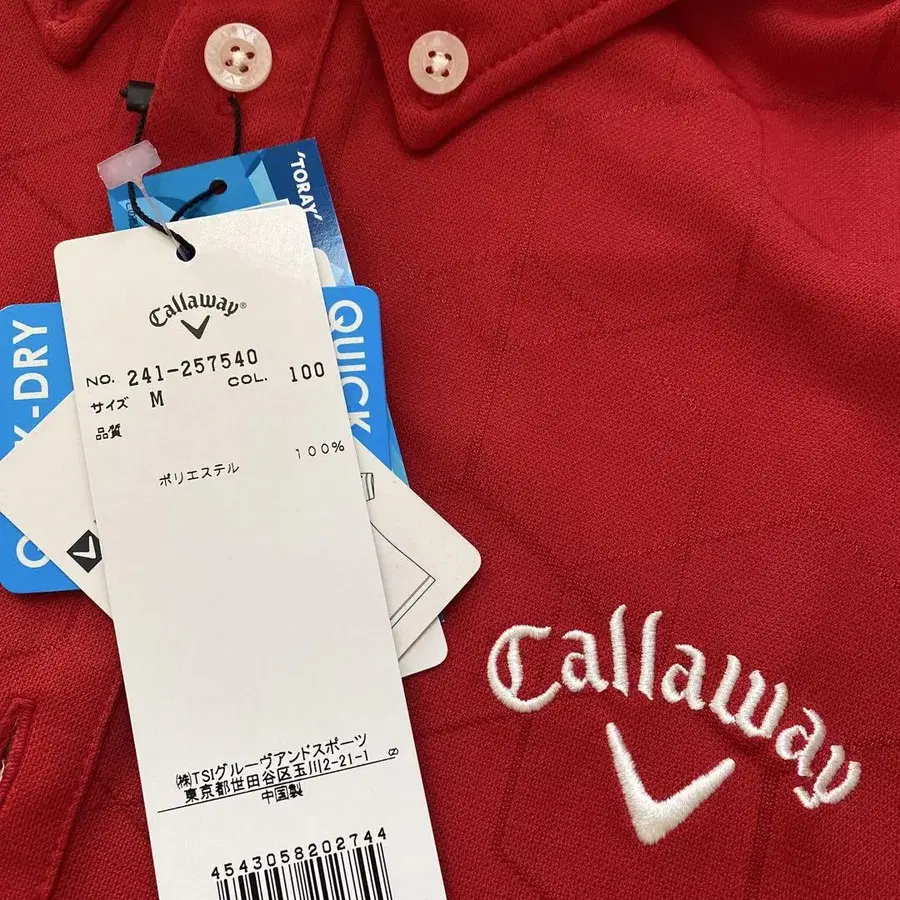 'TORAY'
Callaway®
NO. 241-257540
COL. 100
サイズ M
品質
ポリエステル 100%
QUICK
-DRY
㈱TSIグルーヴアンドスポーツ
東京都世田谷区玉川2-21-1 8
中国製
4543058202744
Callaway